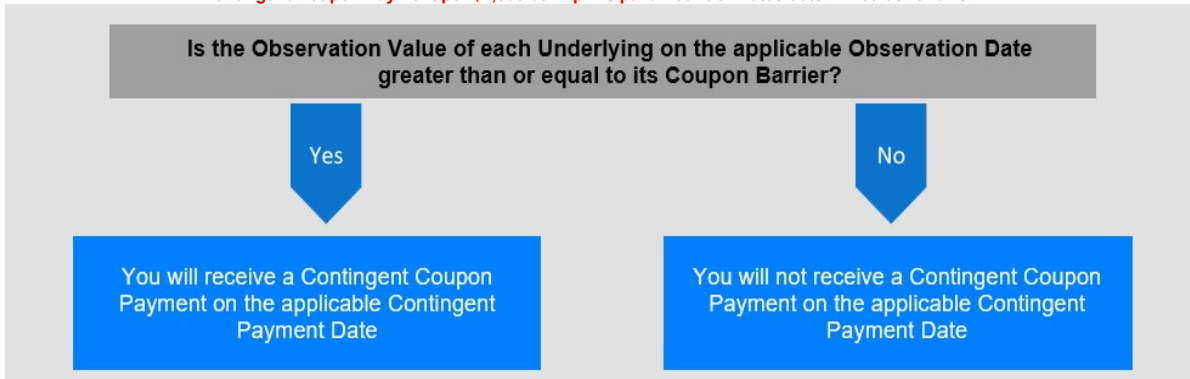 Is the Observation Value of each Underlying on the applicable Observation Date
greater than or equal to its Coupon Barrier?
Yes
No
You will receive a Contingent Coupon
Payment on the applicable Contingent
Payment Date
You will not receive a Contingent Coupon
Payment on the applicable Contingent
Payment Date